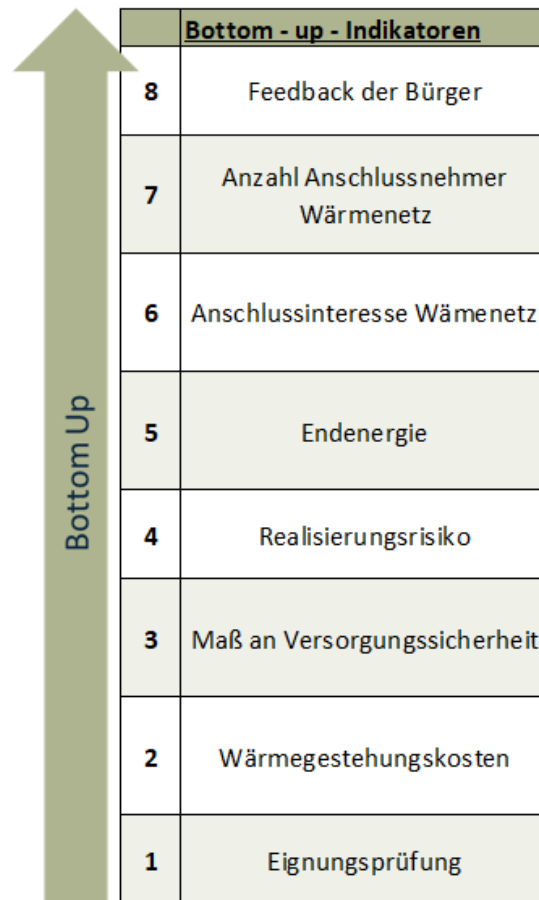 Bottom - up - Indikatoren
8 Feedback der Bürger
7 Anzahl Anschlussnehmer
Wärmenetz
6 Anschlussinteresse Wämenetz
5 Endenergie
4 Realisierungsrisiko
3 Maß an Versorgungssicherheit
2 Wärmegestehungskosten
1 Eignungsprüfung
Bottom Up